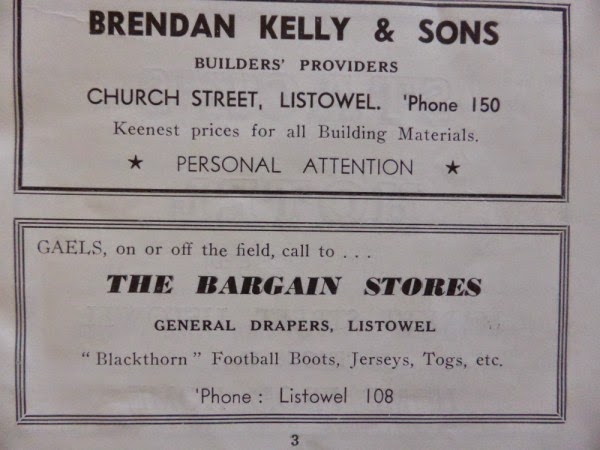 BRENDAN KELLY & SONS
BUILDERS' PROVIDERS
CHURCH STREET, LISTOWEL. 'Phone 150
Keenest prices for all Building Materials.
★ PERSONAL ATTENTION ★
GAELS, on or off the field, call to . . .
THE BARGAIN STORES
GENERAL DRAPERS, LISTOWEL
"Blackthorn" Football Boots, Jerseys, Togs, etc.
'Phone : Listowel 108
3